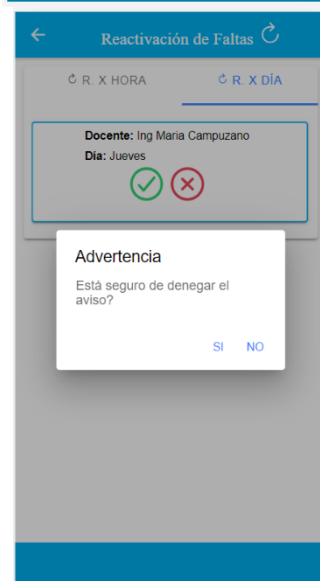 Reactivación de Faltas
R. X HORA
R. X DÍA
Docente: Ing Maria Campuzano
Día: Jueves
Advertencia
Está seguro de denegar el
aviso?
SI NO